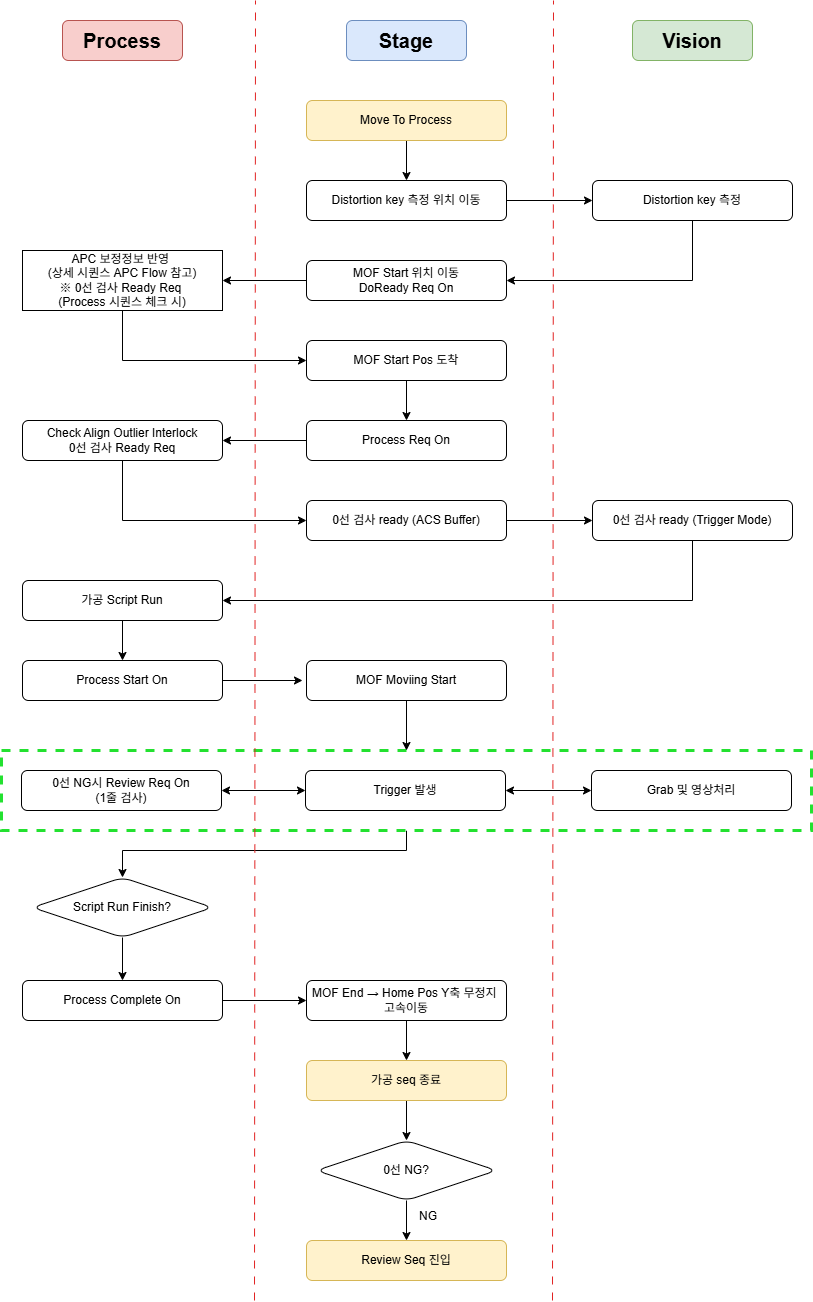 Process
Stage
Vision
Move To Process
Distortion key 측정 위치 이동
Distortion key 측정
APC 보정정보 반영
(상세 시퀀스 APC Flow 참고)
※ 0선 검사 Ready Req
(Process 시퀀스 체크 시)
MOF Start 위치 이동
DoReady Req On
MOF Start Pos 도착
Check Align Outlier Interlock
0선 검사 Ready Req
Process Req On
0선 검사 ready (ACS Buffer)
0선 검사 ready (Trigger Mode)
가공 Script Run
Process Start On
MOF Moviing Start
0선 NG시 Review Req On
(1줄 검사)
Trigger 발생
Grab 및 영상처리
Script Run Finish?
Process Complete On
MOF End → Home Pos Y축 무정지
고속이동
가공 seq 종료
0선 NG?
NG
Review Seq 진입